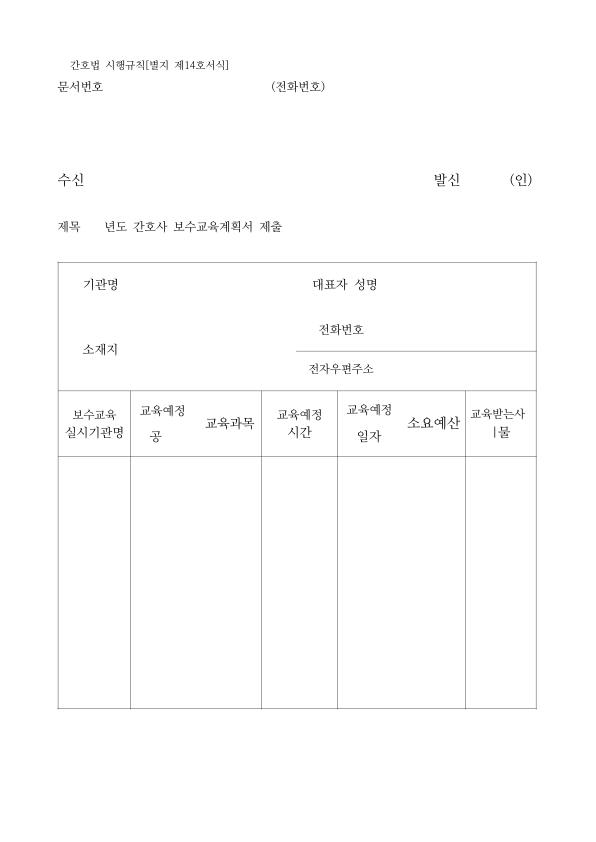 간호법 시행규칙[별지 제14호서식]
문서번호 (전화번호)
수신 발신 (인)
제목 년도 간호사 보수교육계획서 제출
기관명 대표자 성명
소재지 전화번호
전자우편주소
보수교육
실시기관명
교육예정
공
교육과목
교육예정
시간
교육예정
일자
소요예산
교육받는사
|물